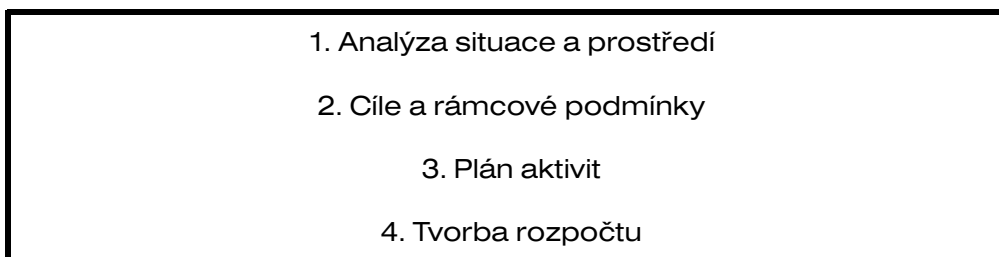 1. Analýza situace a prostředí
2. Cíle a rámcové podmínky
3. Plán aktivit
4. Tvorba rozpočtu